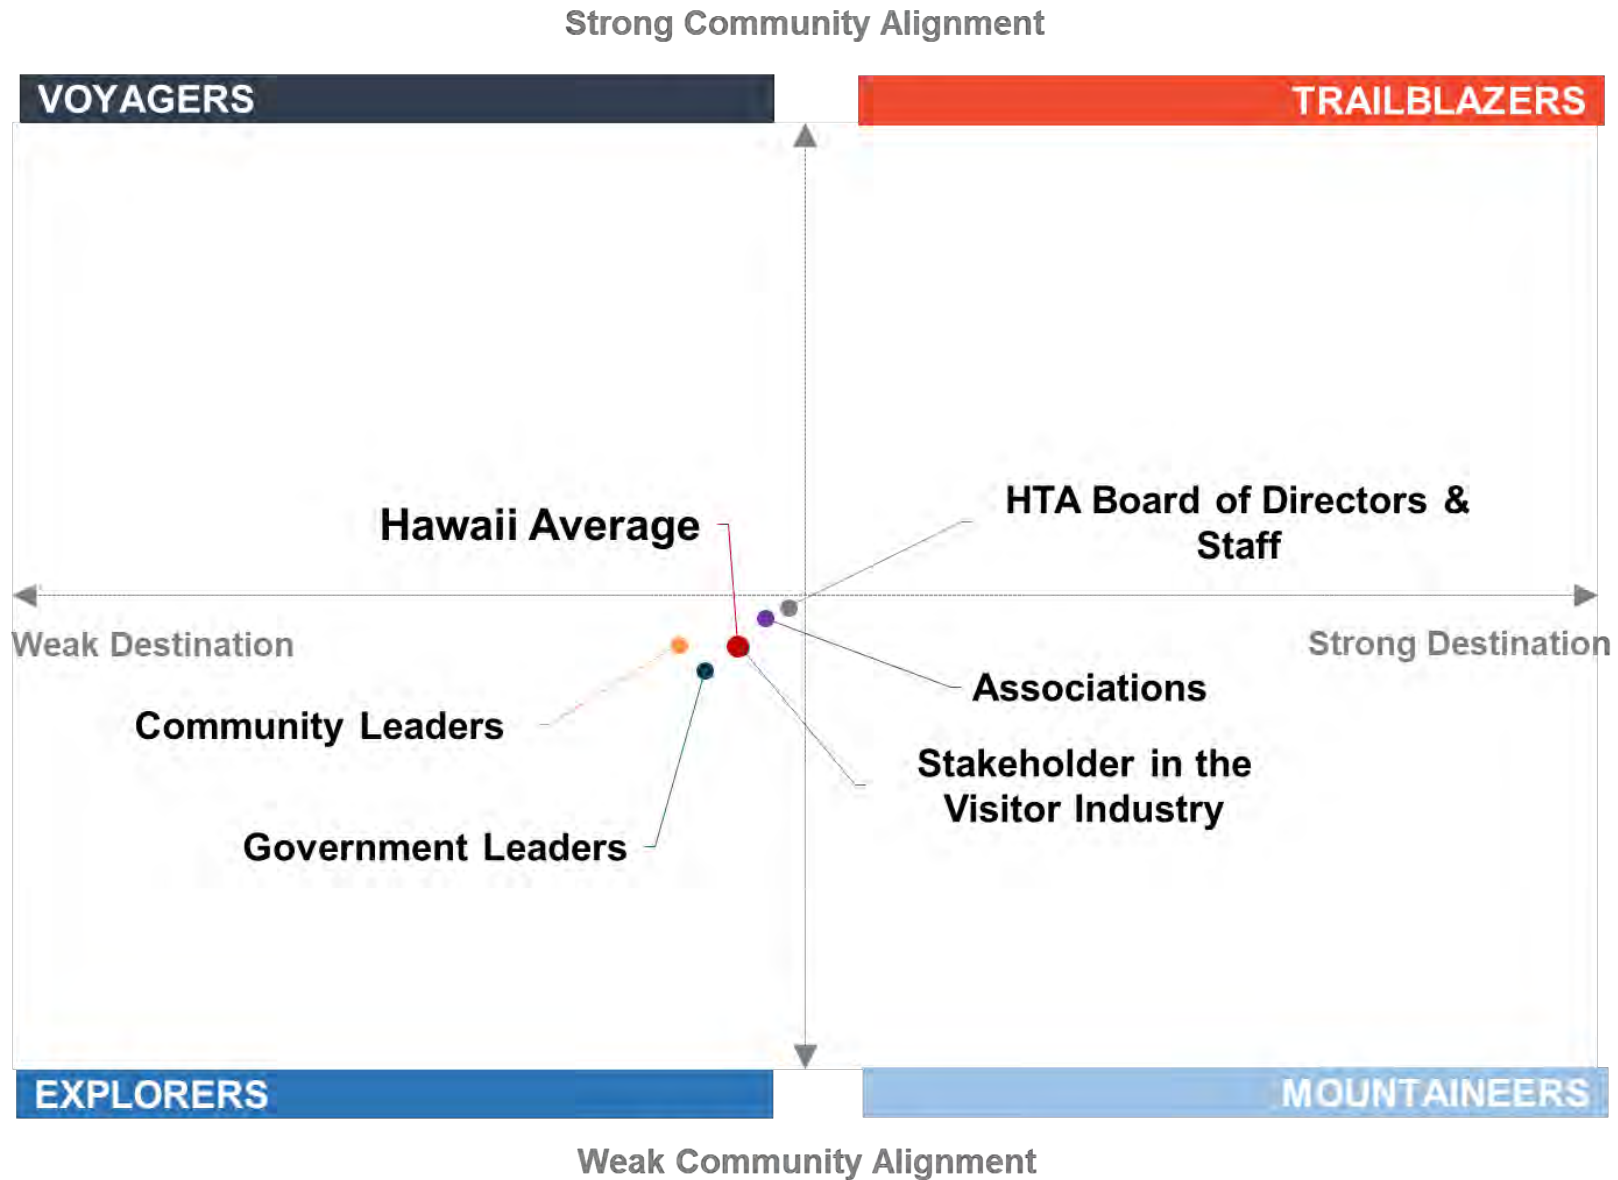 Strong Community Alignment
VOYAGERS
TRAILBLAZERS
HTA Board of Directors &
Staff
Hawaii Average
Weak Destination
Strong Destination
Associations
Community Leaders
Stakeholder in the
Visitor Industry
Government Leaders
EXPLORERS
MOUNTAINEERS
Weak Community Alignment